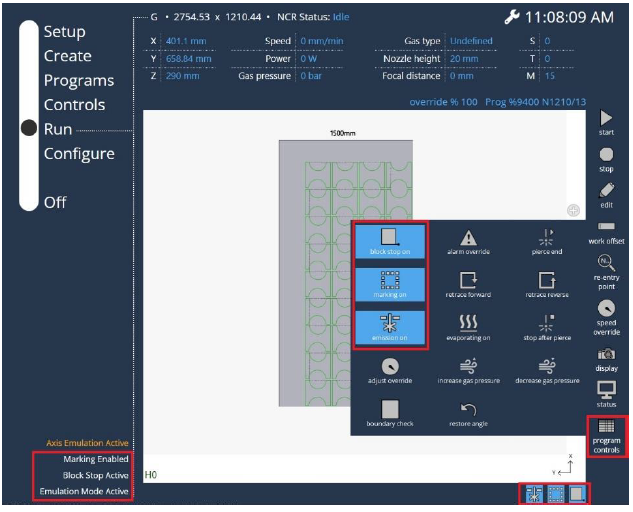 G • 2754.53 x 1210.44 • NCR Status: Idle
11:08:09 AM
Setup
Create
Programs
Controls
Run
Configure
Off
X 401.1 mm Speed 0 mm/min Gas type Undefined S 0
Y 658.84 mm Power 0 W Nozzle height 20 mm T 0
Z 290 mm Gas pressure 0 bar Focal distance 0 mm M 15
override % 100 Prog %9400 N1210/13
1500mm
start
stop
edit
work offset
re-entry
point
speed
override
display
status
program
controls
block stop on alarm override pierce end
marking on retrace forward retrace reverse
emission on evaporating on stop after pierce
adjust override increase gas pressure decrease gas pressure
boundary check restore angle
Axis Emulation Active
Marking Enabled
Block Stop Active
Emulation Mode Active
H0
X
Y